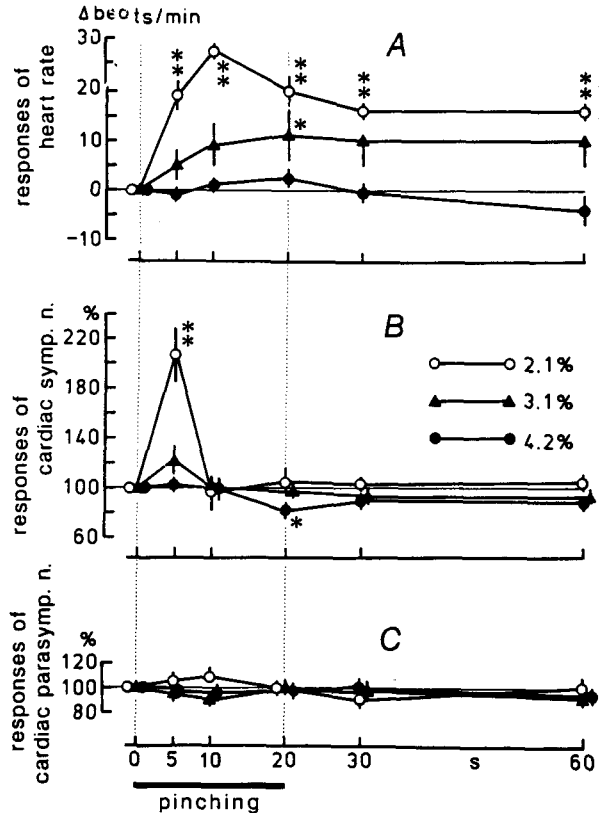 Δbeats/min
A
responses of
heart rate
30
20
10
0
-10
**
**
**
**
**
*
B
responses of
cardiac symp. n.
%
220
180
140
100
60
**
*
2.1%
3.1%
4.2%
C
responses of
cardiac parasymp. n.
%
120
100
80
0 5 10 20 30 s 60
pinching